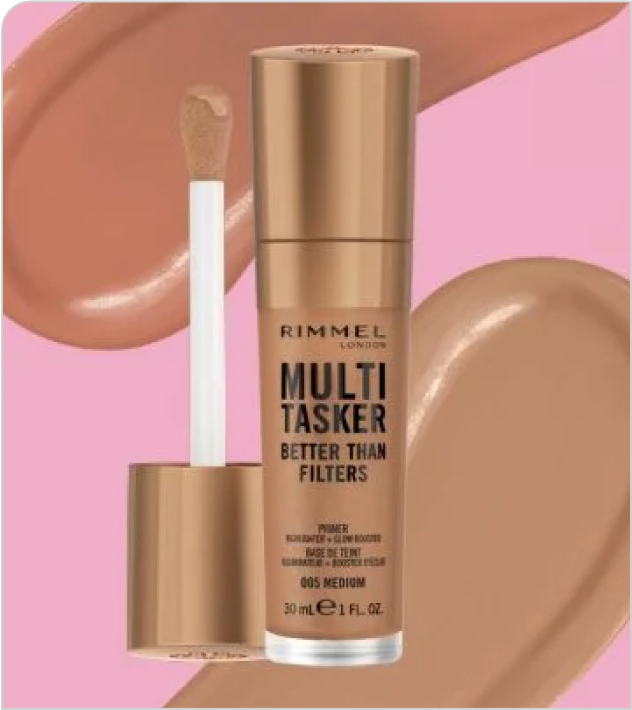 RIMMEL
LONDON
MULTI
TASKER
BETTER THAN
FILTERS
PRIMER
HIGHLIGHTER + GLOW BOOSTER
BASE DE TEINT
ILLUMINATEUR + BOOSTER D'ÉCLAT
005 MEDIUM
30 mL e 1 FL. OZ.